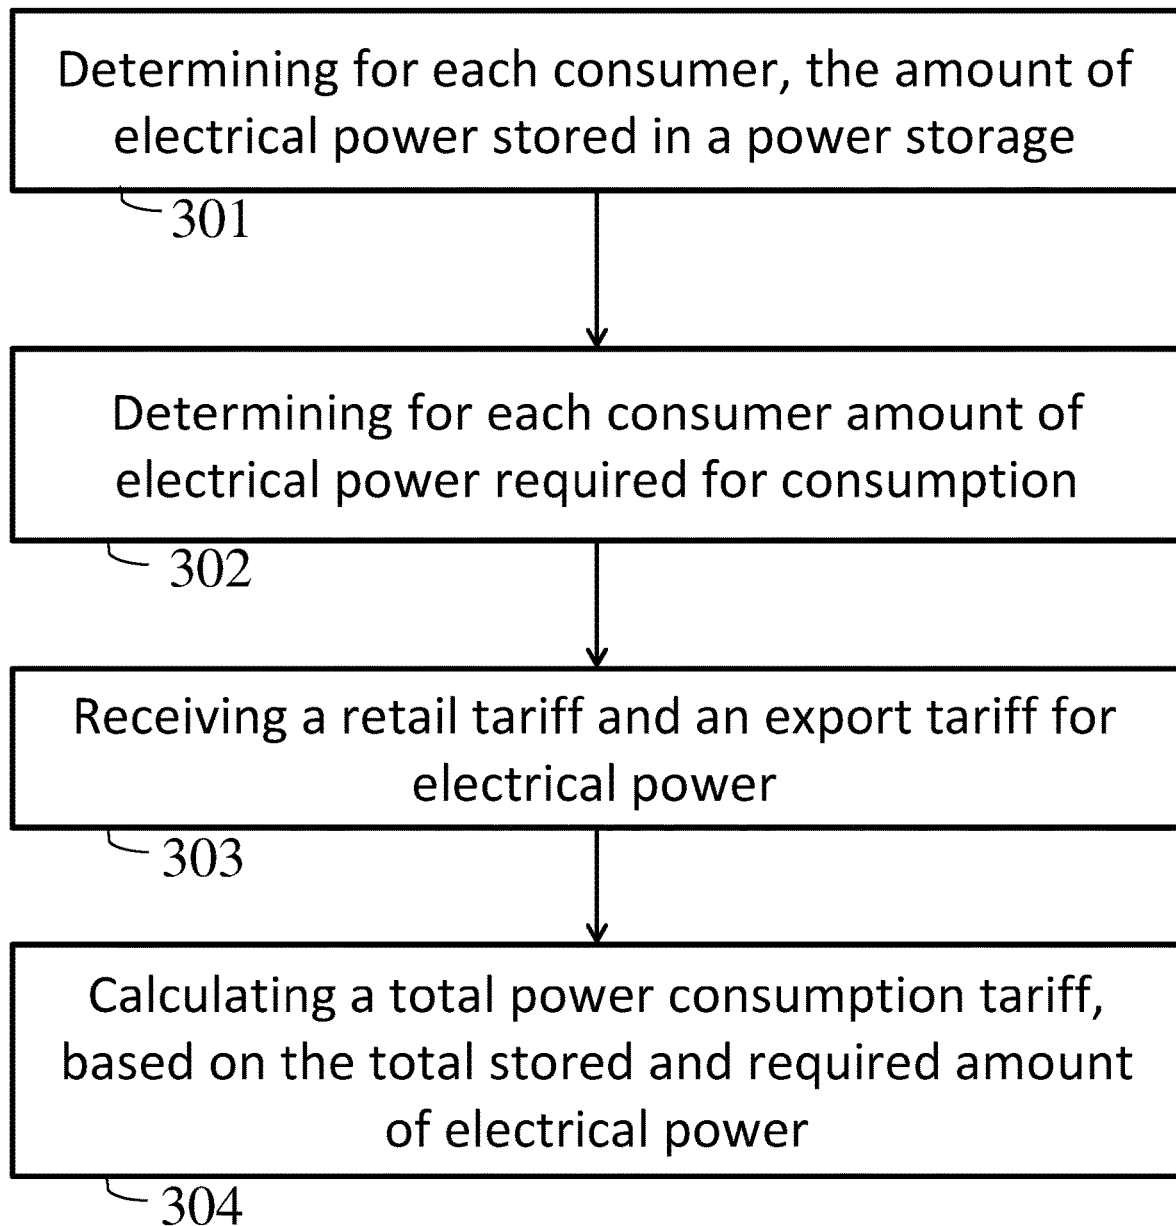 Determining for each consumer, the amount of
electrical power stored in a power storage
301
Determining for each consumer amount of
electrical power required for consumption
302
Receiving a retail tariff and an export tariff for
electrical power
303
Calculating a total power consumption tariff,
based on the total stored and required amount
of electrical power
304